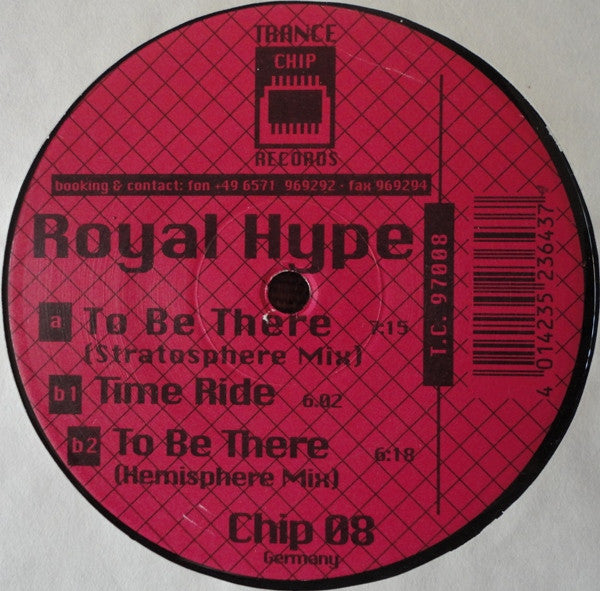 TRANCE
CHIP
RECORDS
booking & contact: fon +49 6571 969292 · fax 969294
Royal Hype
a To Be There 7:15
(Stratosphere Mix)
b1 Time Ride 6.02
b2 To Be There 6:18
(Hemisphere Mix)
Chip 08
Germany
T.C. 97008
4 014235 236437